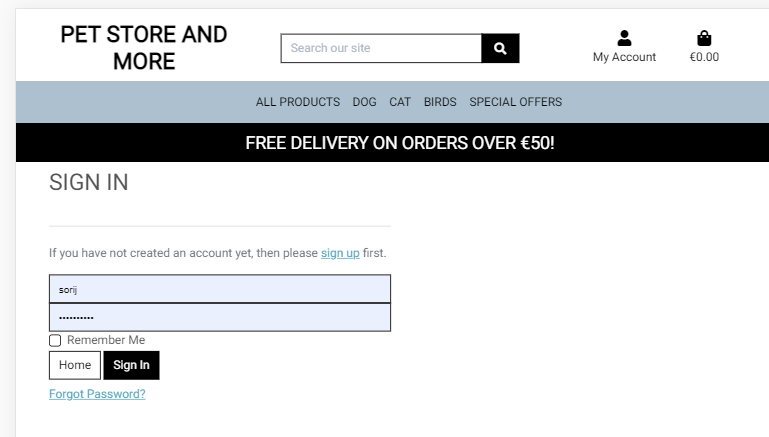 PET STORE AND
MORE
Search our site
My Account
€0.00
ALL PRODUCTS DOG CAT BIRDS SPECIAL OFFERS
FREE DELIVERY ON ORDERS OVER €50!
SIGN IN
If you have not created an account yet, then please sign up first.
sorij
••••••••••
Remember Me
Home Sign In
Forgot Password?